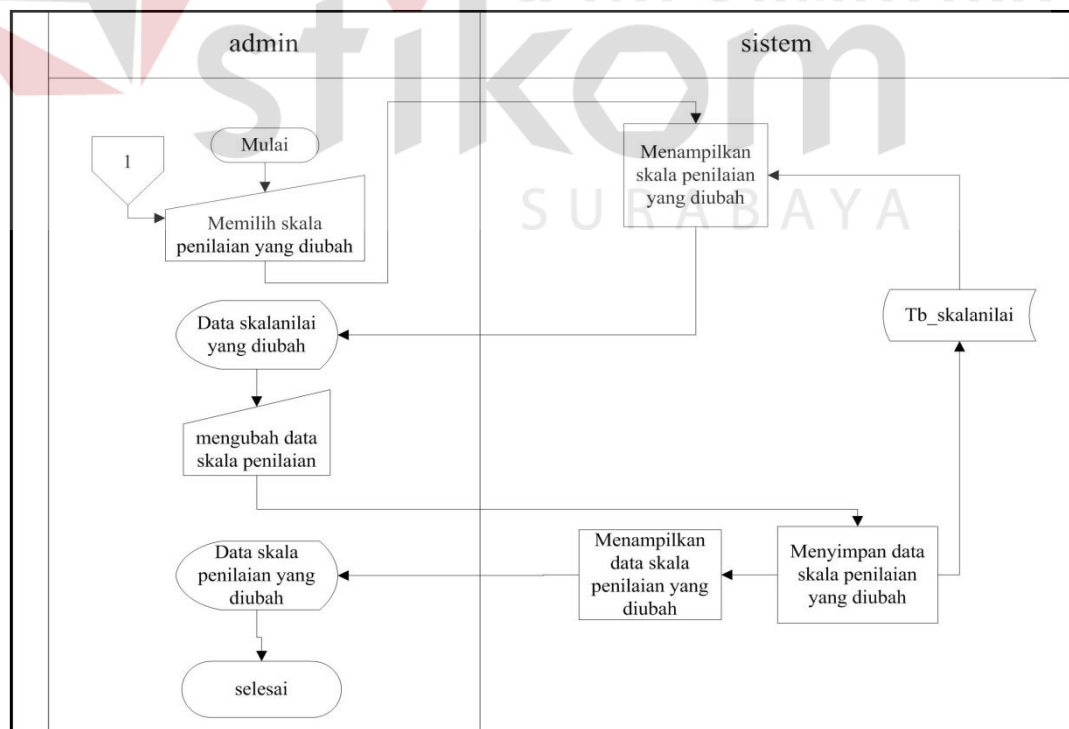 admin
sistem
stikom
SURABAYA
1
Mulai
Memilih skala
penilaian yang diubah
Menampilkan
skala penilaian
yang diubah
Tb_skalanilai
Data skalanilai
yang diubah
mengubah data
skala penilaian
Menyimpan data
skala penilaian
yang diubah
Menampilkan
data skala
penilaian yang
diubah
Data skala
penilaian yang
diubah
selesai